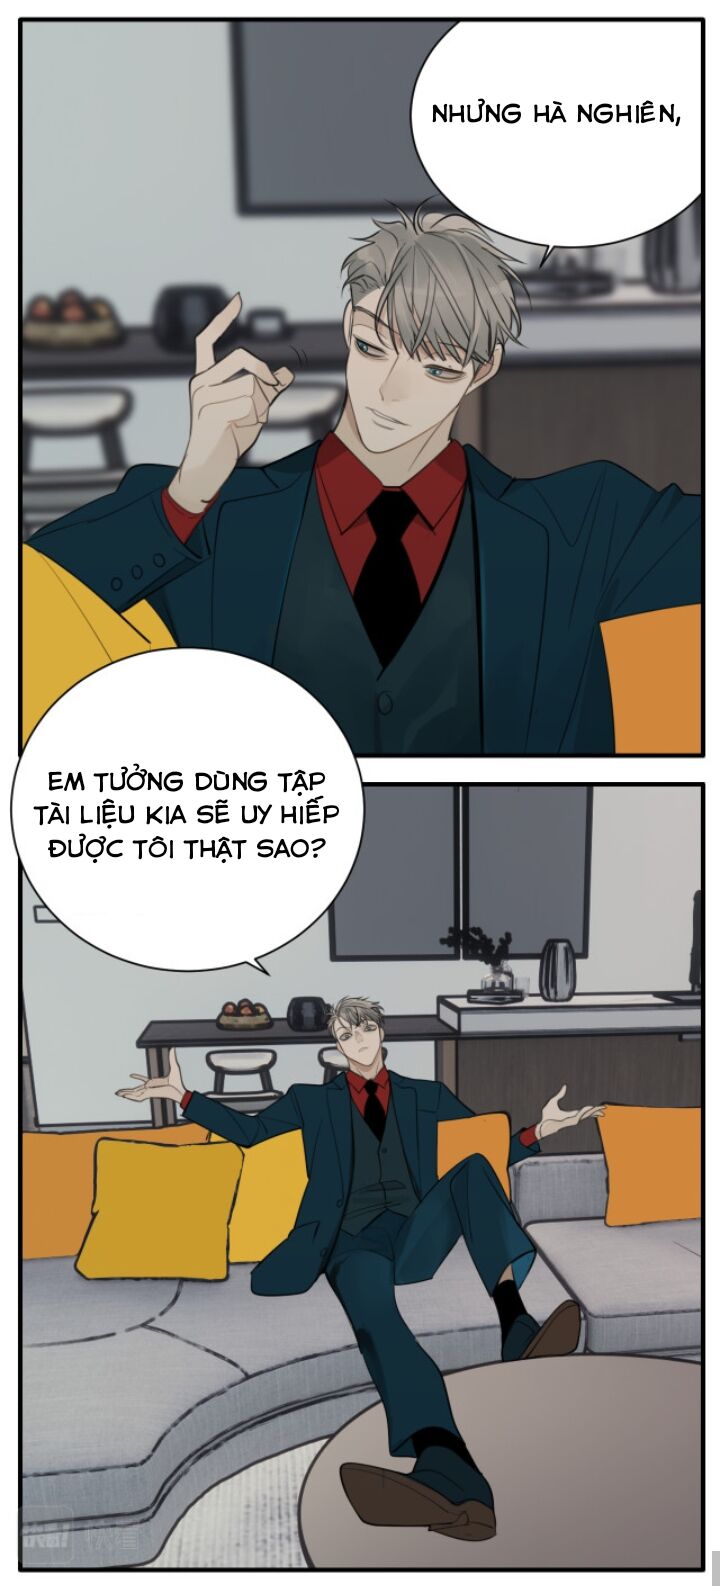 NHƯNG HÀ NGHIÊN,
EM TƯỞNG DÙNG TẬP
TÀI LIỆU KIA SẼ UY HIẾP
ĐƯỢC TÔI THẬT SAO?